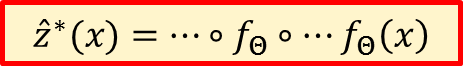 ẑ*(x) = ⋯ ∘ f_Θ ∘ ⋯ f_Θ(x)